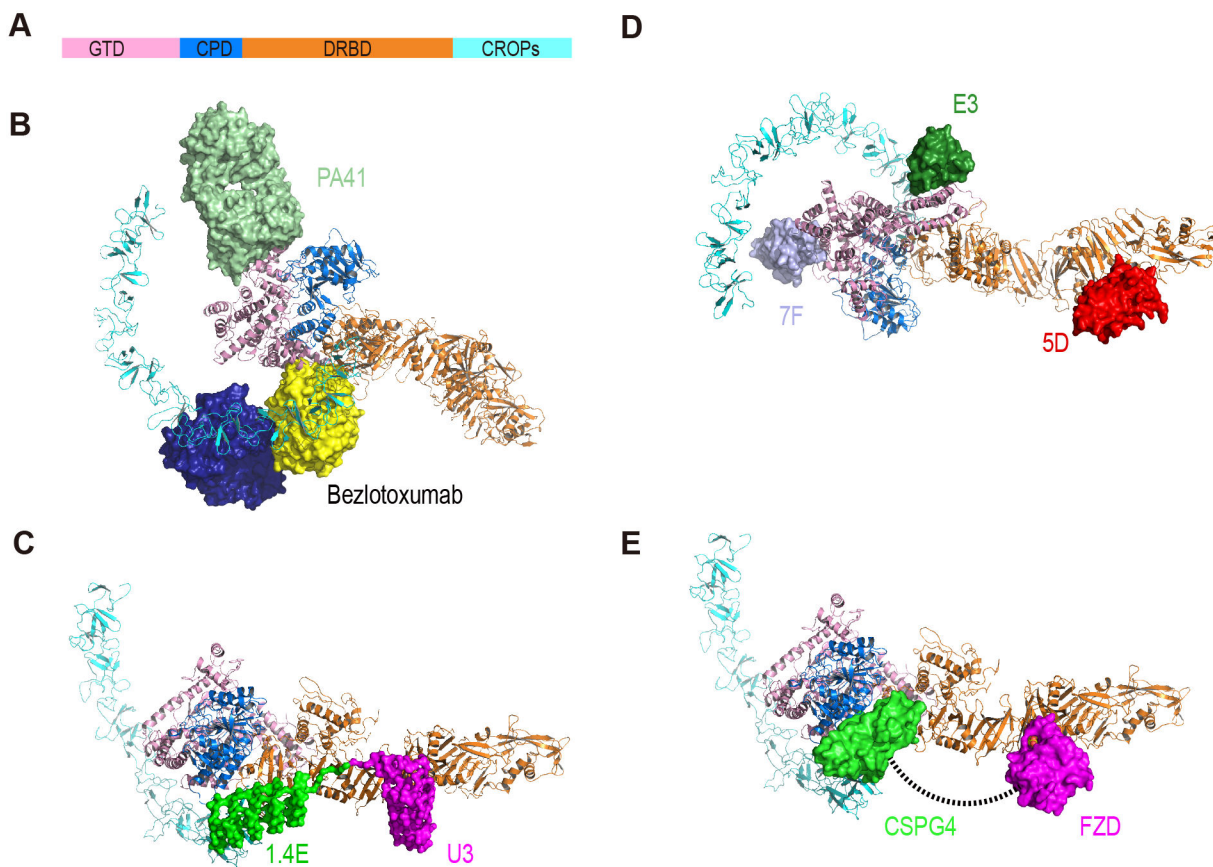 A
GTD CPD DRBD CROPs
B
PA41
Bezlotoxumab
C
1.4E U3
D
E3
7F
5D
E
CSPG4 FZD